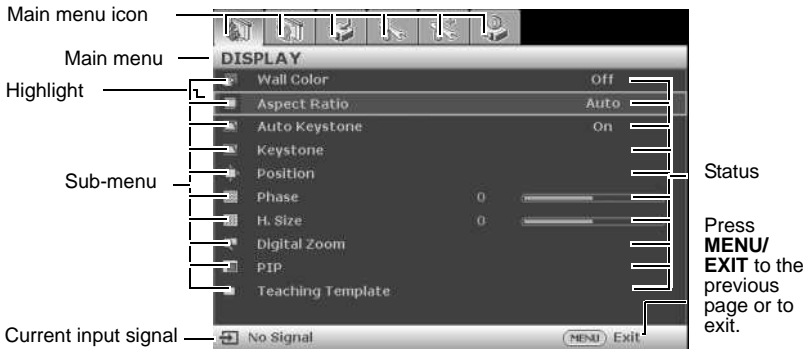 Main menu icon
Main menu
DISPLAY
Wall Color Off
Highlight
Aspect Ratio Auto
Auto Keystone On
Keystone
Sub-menu
Position
Status
Phase 0
H. Size 0
Digital Zoom
PIP
Teaching Template
Press
MENU/
EXIT to the
previous
page or to
exit.
Current input signal
No Signal
MENU Exit